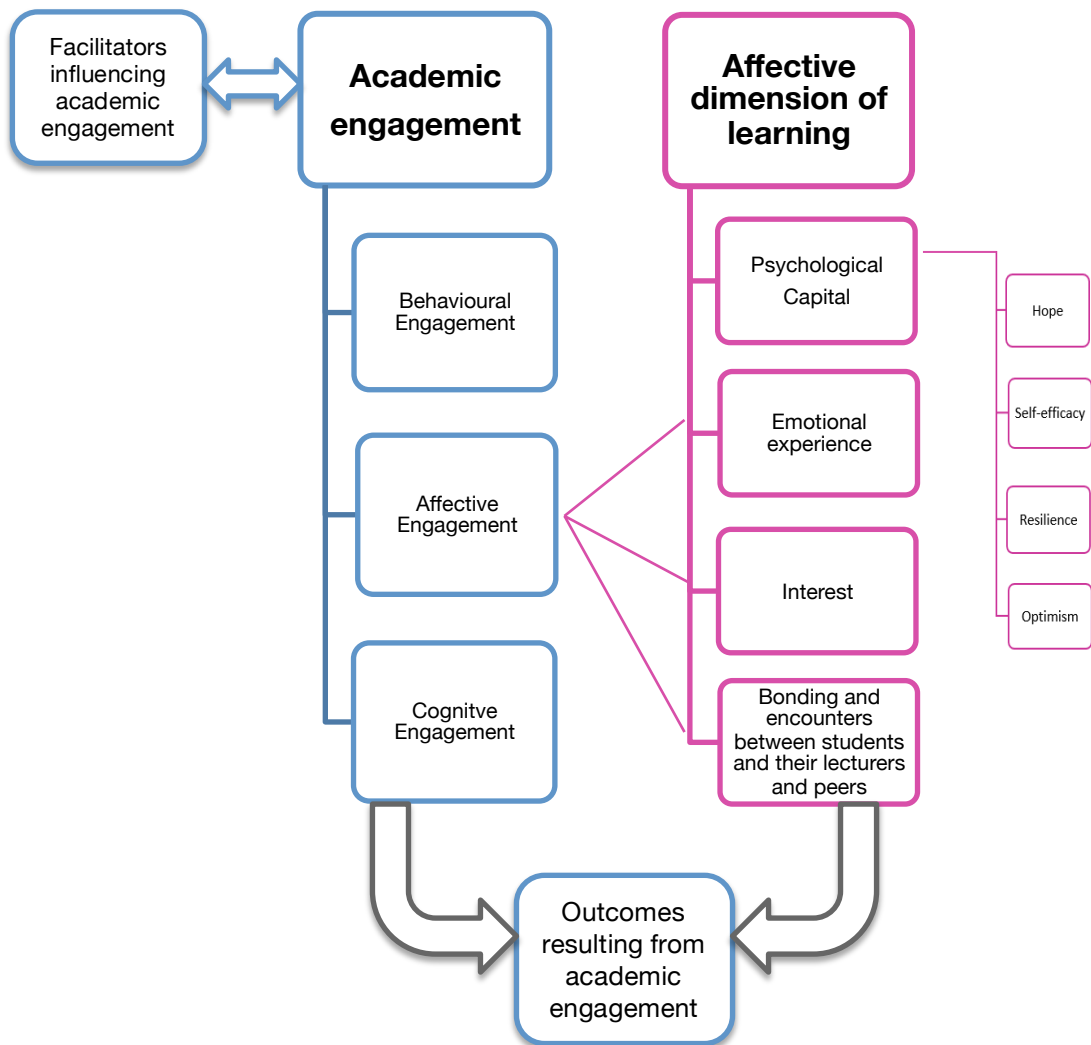 Facilitators
influencing
academic
engagement
Academic
engagement
Affective
dimension of
learning
Behavioural
Engagement
Affective
Engagement
Cognitve
Engagement
Psychological
Capital
Emotional
experience
Interest
Bonding and
encounters
between students
and their lecturers
and peers
Hope
Self-efficacy
Resilience
Optimism
Outcomes
resulting from
academic
engagement